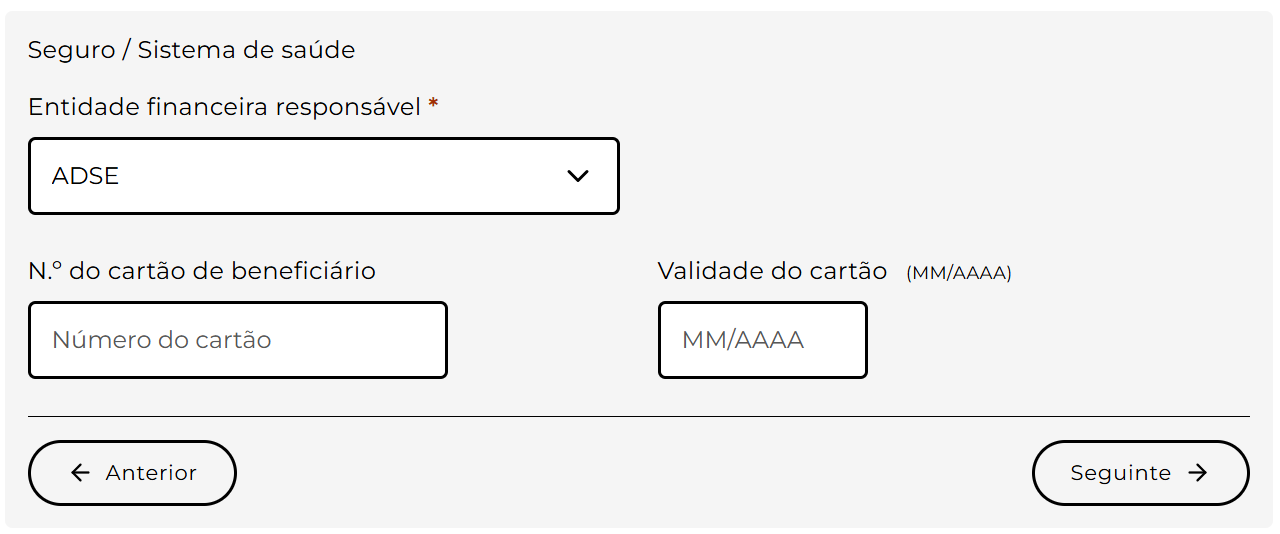 Seguro / Sistema de saúde
Entidade financeira responsável *
ADSE
N.º do cartão de beneficiário
Validade do cartão (MM/AAAA)
Número do cartão
MM/AAAA
← Anterior
Seguinte →